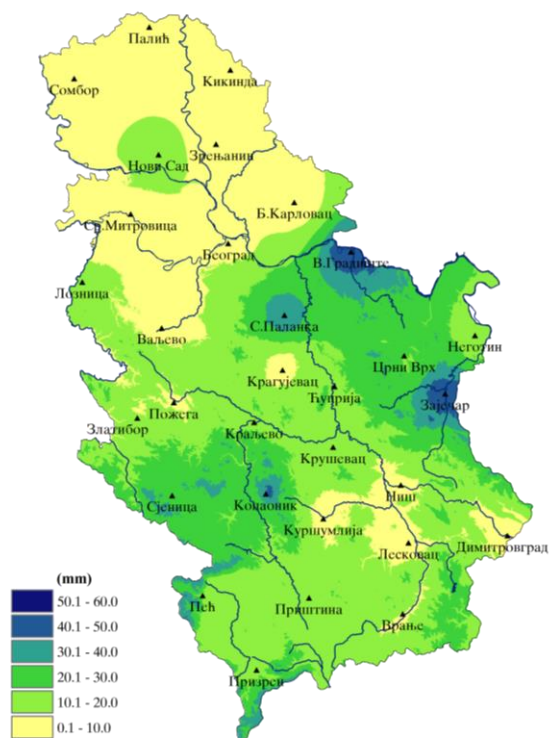 Палић
Кикинда
Сомбор
Зрењанин
Нови Сад
Б.Карловац
Ср.Митровица
Београд
В.Градиште
Лозница
С.Паланка
Ваљево
Неготин
Црни Врх
Крагујевац
Ћуприја
Зајечар
Пожега
Златибор
Краљево
Крушевац
Ниш
Копаоник
Сјеница
Куршумлија
Димитровград
Лесковац
(mm)
50.1 - 60.0
Пећ
Приштина
40.1 - 50.0
Врање
30.1 - 40.0
20.1 - 30.0
Призрен
10.1 - 20.0
0.1 - 10.0